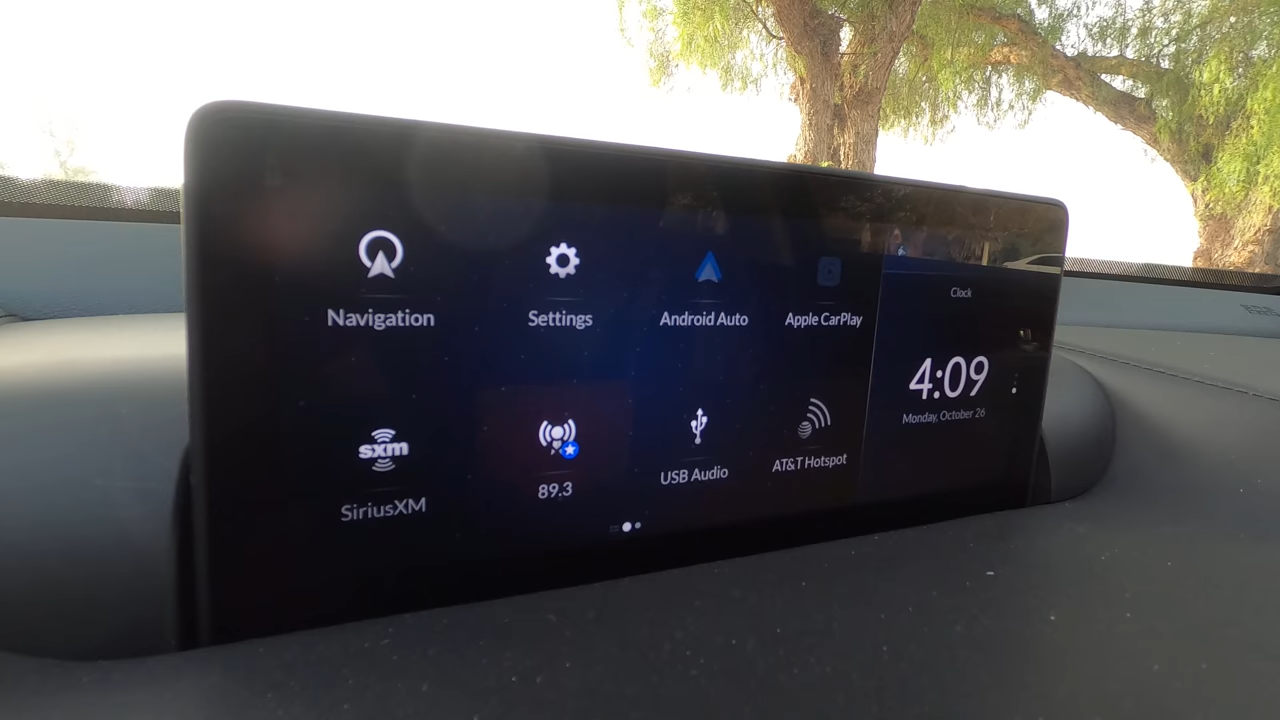 Navigation
Settings
Android Auto
Apple CarPlay
Clock
4:09
Monday, October 26
sxm
SiriusXM
89.3
USB Audio
AT&T Hotspot